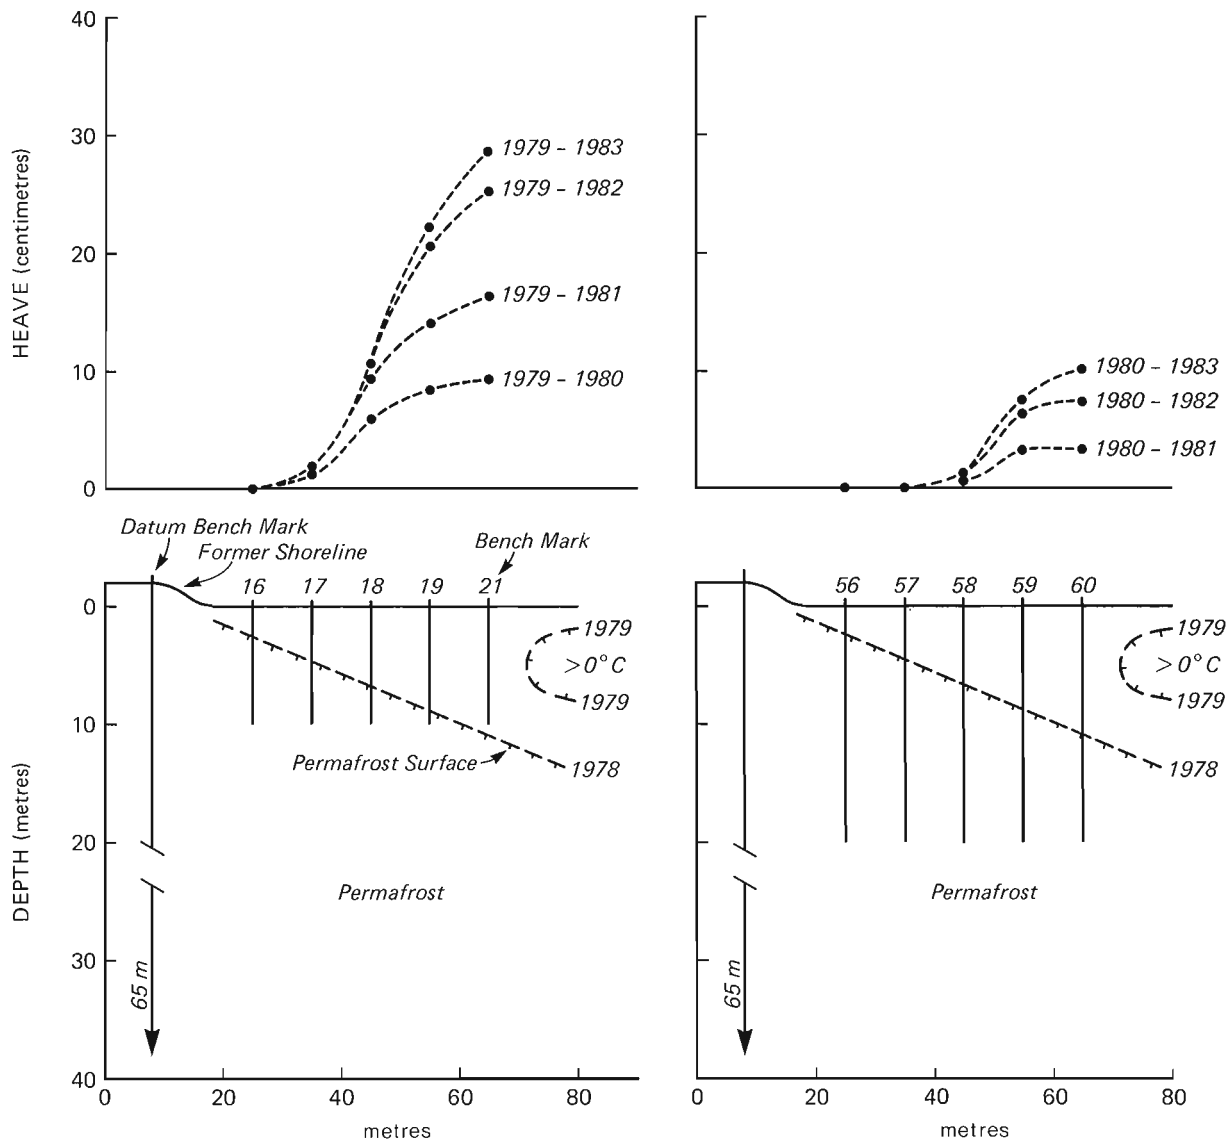 40
30
20
10
0
HEAVE (centimetres)
1979 – 1983
1979 – 1982
1979 – 1981
1979 – 1980
1980 – 1983
1980 – 1982
1980 – 1981
Datum Bench Mark
Former Shoreline
Bench Mark
16 17 18 19 21
0
10
20
30
40
DEPTH (metres)
1979
>0°C
1979
Permafrost Surface
1978
Permafrost
65 m
0 20 40 60 80
metres
56 57 58 59 60
1979
>0°C
1979
1978
Permafrost
65 m
0 20 40 60 80
metres